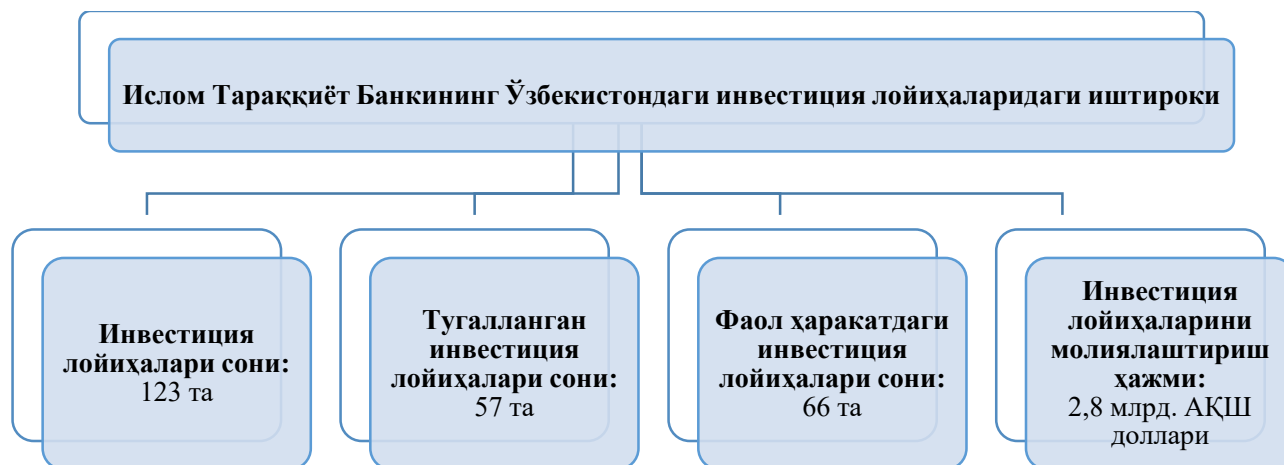 Ислом Тараққиёт Банкининг Ўзбекистондаги инвестиция лойиҳаларидаги иштироки
Инвестиция
лойиҳалари сони:
123 та
Тугалланган
инвестиция
лойиҳалари сони:
57 та
Фаол ҳаракатдаги
инвестиция
лойиҳалари сони:
66 та
Инвестиция
лойиҳаларини
молиялаштириш
ҳажми:
2,8 млрд. АҚШ
доллари